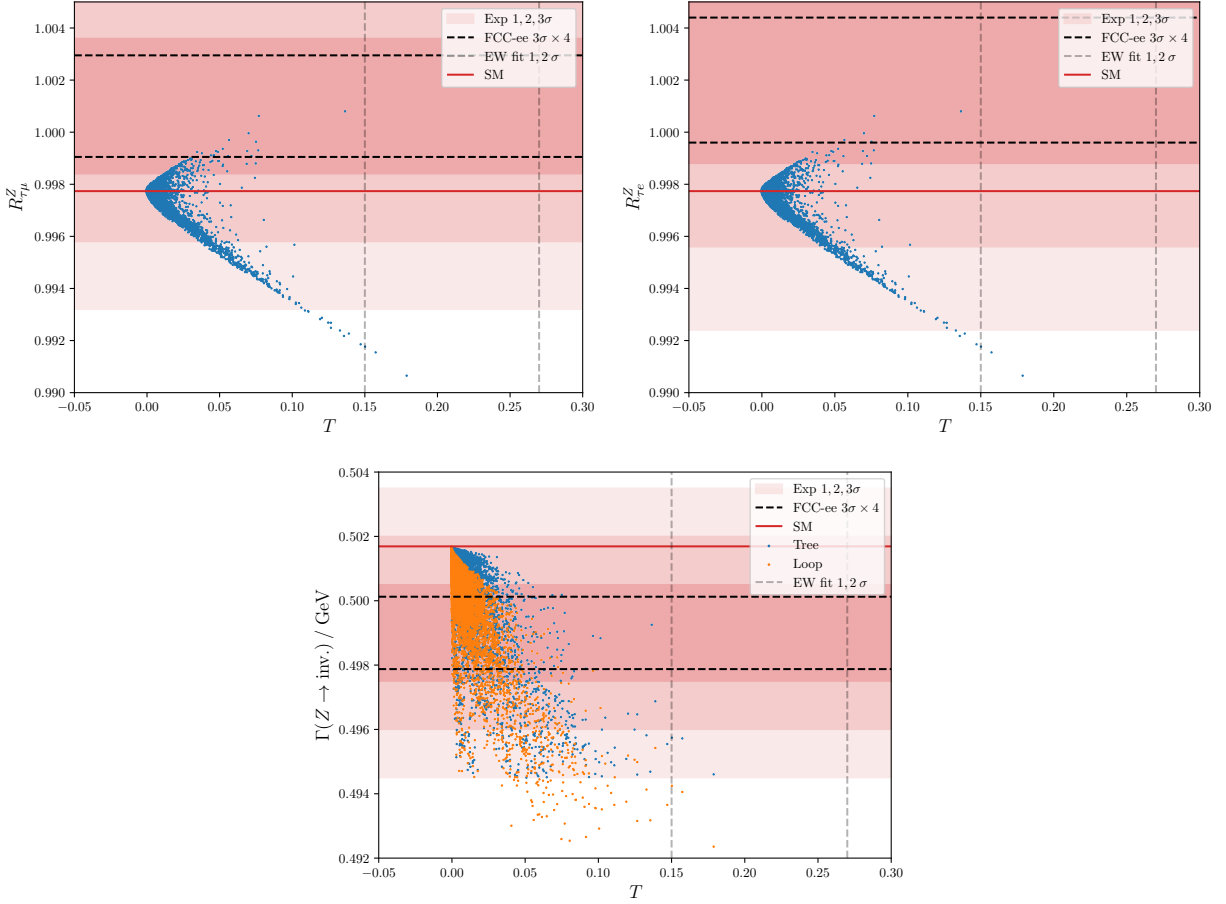 1.004
1.002
1.000
0.998
0.996
0.994
0.992
0.990
R^Z_{τμ}
−0.05 0.00 0.05 0.10 0.15 0.20 0.25 0.30
T
Exp 1, 2, 3σ
FCC-ee 3σ × 4
EW fit 1, 2 σ
SM
1.004
1.002
1.000
0.998
0.996
0.994
0.992
0.990
R^Z_{τe}
−0.05 0.00 0.05 0.10 0.15 0.20 0.25 0.30
T
Exp 1, 2, 3σ
FCC-ee 3σ × 4
EW fit 1, 2 σ
SM
0.504
0.502
0.500
0.498
0.496
0.494
0.492
Γ(Z → inv.) / GeV
−0.05 0.00 0.05 0.10 0.15 0.20 0.25 0.30
T
Exp 1, 2, 3σ
FCC-ee 3σ × 4
SM
Tree
Loop
EW fit 1, 2 σ